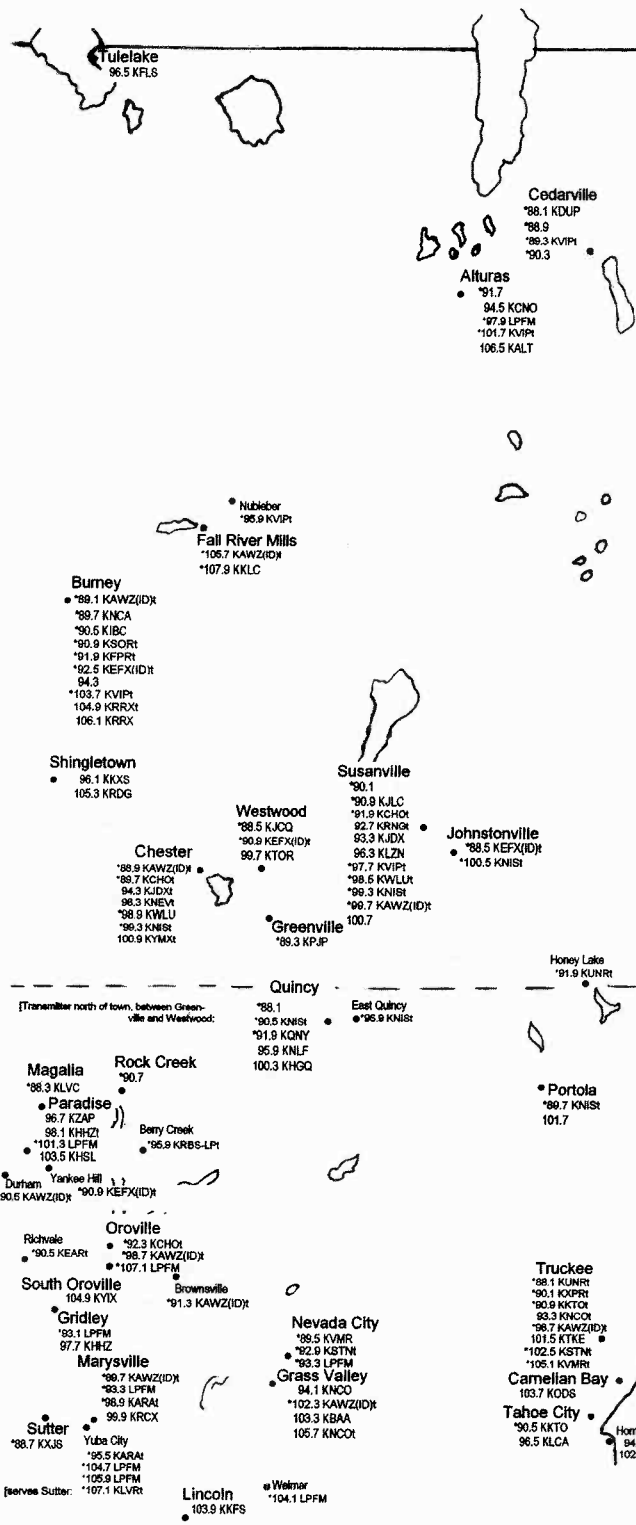 Tulelake
96.5 KFLS
Cedarville
*88.1 KDUP
*88.9
*89.3 KVIPt
*90.3
Alturas
*91.7
94.5 KCNO
*97.9 LPFM
*101.7 KVIPt
106.5 KALT
Nubieber
*95.9 KVIPt
Fall River Mills
*105.7 KAWZ(ID)t
*107.9 KKLC
Burney
*89.1 KAWZ(ID)t
*89.7 KNCA
*90.5 KIBC
*90.9 KSORt
*91.9 KFPRt
*92.5 KEFX(ID)t
94.3
*103.7 KVIPt
104.9 KRRXt
106.1 KRRX
Shingletown
96.1 KKXS
105.3 KRDG
Susanville
*90.1
*90.9 KJLC
*91.9 KCHOt
92.7 KRNGt
93.3 KJDX
96.3 KLZN
*97.7 KVIPt
*98.5 KWLUt
*99.3 KNISt
*99.7 KAWZ(ID)t
100.7
Westwood
*88.5 KJCQ
*90.9 KEFX(ID)t
99.7 KTOR
Johnstonville
*88.5 KEFX(ID)t
*100.5 KNISt
Chester
*88.9 KAWZ(ID)t
*89.7 KCHOt
94.3 KJDXt
98.3 KNEVt
*98.9 KWLU
*99.3 KNISt
100.9 KYMXt
Greenville
*89.3 KPJP
Honey Lake
*91.9 KUNRt
Quincy
[Transmitter north of town, between Green-
ville and Westwood:
*88.1
*90.5 KNISt
*91.9 KQNY
95.9 KNLF
100.3 KHGQ
East Quincy
*95.9 KNISt
Rock Creek
*90.7
Magalia
*88.3 KLVC
Paradise
96.7 KZAP
98.1 KHHZt
*101.3 LPFM
103.5 KHSL
Portola
*89.7 KNISt
101.7
Berry Creek
*95.9 KRBS-LPt
Durham
90.5 KAWZ(ID)t
Yankee Hill
*90.9 KEFX(ID)t
Oroville
*92.3 KCHOt
*98.7 KAWZ(ID)t
*107.1 LPFM
Richvale
*90.5 KEARt
Brownsville
*91.3 KAWZ(ID)t
South Oroville
104.9 KYIX
Gridley
*93.1 LPFM
97.7 KHHZ
Truckee
*88.1 KUNRt
*90.1 KXPRt
*90.9 KKTOt
93.3 KNCOt
*98.7 KAWZ(ID)t
101.5 KTKE
*102.5 KSTNt
*105.1 KVMRt
Nevada City
*89.5 KVMR
*92.9 KSTNt
*93.3 LPFM
Marysville
*89.7 KAWZ(ID)t
*93.3 LPFM
*98.9 KARAt
99.9 KRCX
Grass Valley
94.1 KNCO
*102.3 KAWZ(ID)t
103.3 KBAA
105.7 KNCOt
Carnelian Bay
103.7 KODS
Tahoe City
*90.5 KKTO
96.5 KLCA
Hom
94
102
Sutter
*88.7 KXJS
Yuba City
*95.5 KARAt
*104.7 LPFM
*105.9 LPFM
[serves Sutter: *107.1 KLVRt
Weimar
*104.1 LPFM
Lincoln
103.9 KKFS